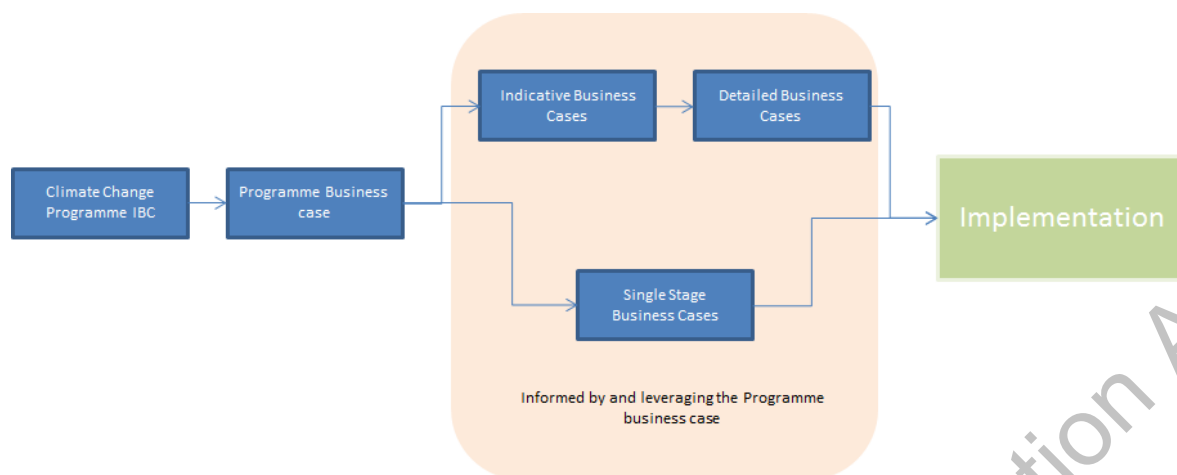 Indicative Business
Cases
Detailed Business
Cases
Climate Change
Programme IBC
Programme Business
case
Implementation
Single Stage
Business Cases
Informed by and leveraging the Programme
business case